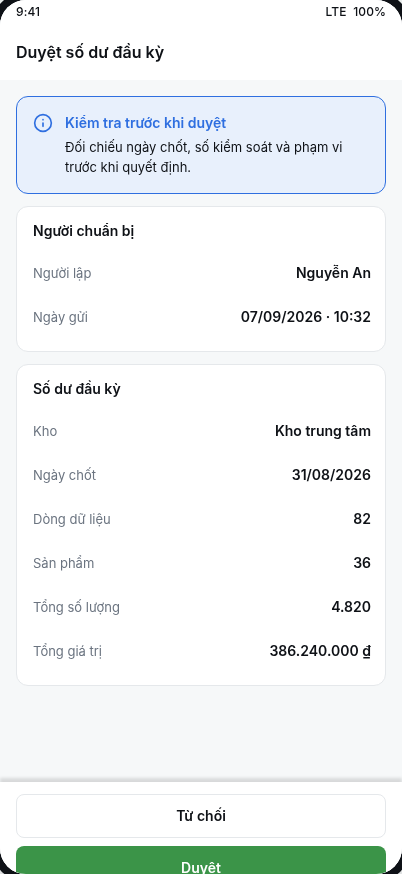 9:41
LTE 100%
Duyệt số dư đầu kỳ
Kiểm tra trước khi duyệt
Đối chiếu ngày chốt, số kiểm soát và phạm vi
trước khi quyết định.
Người chuẩn bị
Người lập
Nguyễn An
Ngày gửi
07/09/2026 · 10:32
Số dư đầu kỳ
Kho
Kho trung tâm
Ngày chốt
31/08/2026
Dòng dữ liệu
82
Sản phẩm
36
Tổng số lượng
4.820
Tổng giá trị
386.240.000 ₫
Từ chối
Duyệt